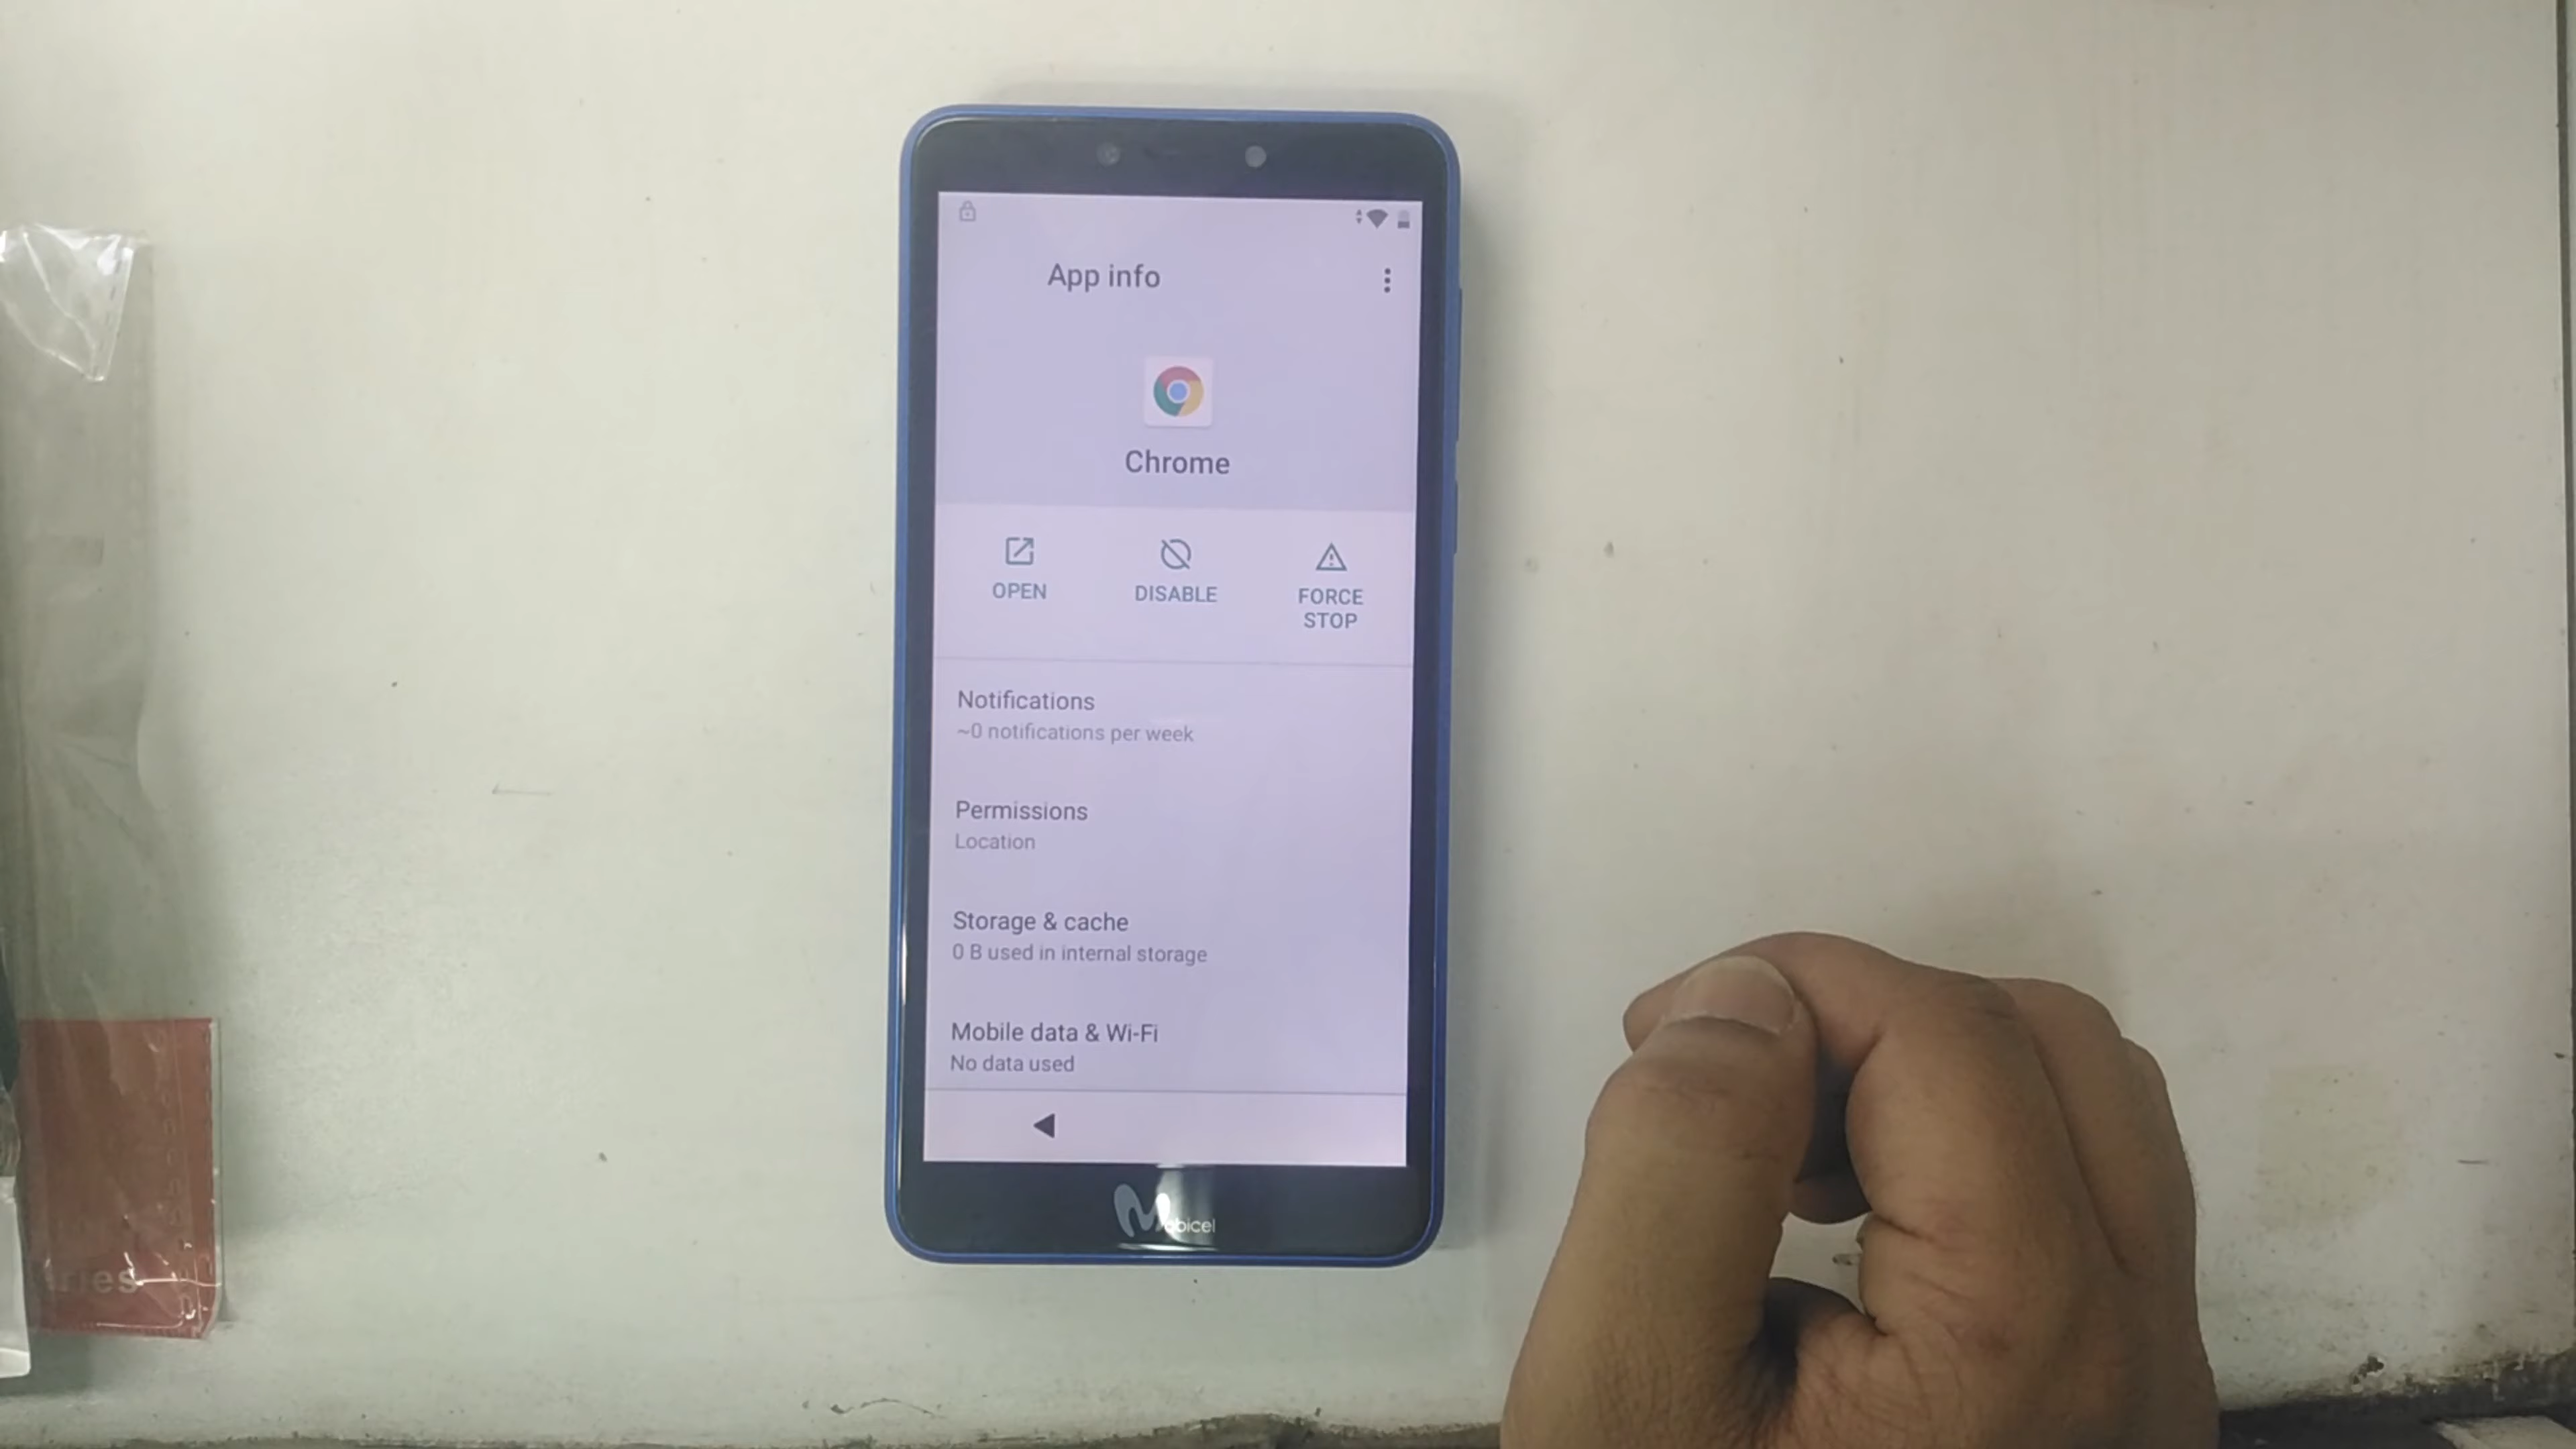 App info
Chrome
OPEN
DISABLE
FORCE
STOP
Notifications
~0 notifications per week
Permissions
Location
Storage & cache
0 B used in internal storage
Mobile data & Wi-Fi
No data used
Mobicel